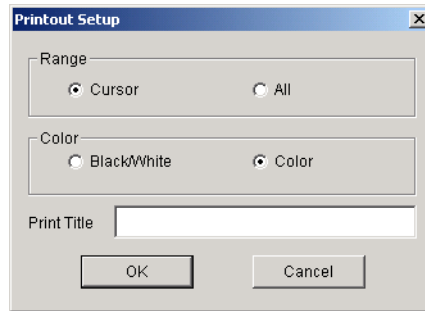 Printout Setup
Range
Cursor All
Color
Black/White Color
Print Title
OK Cancel